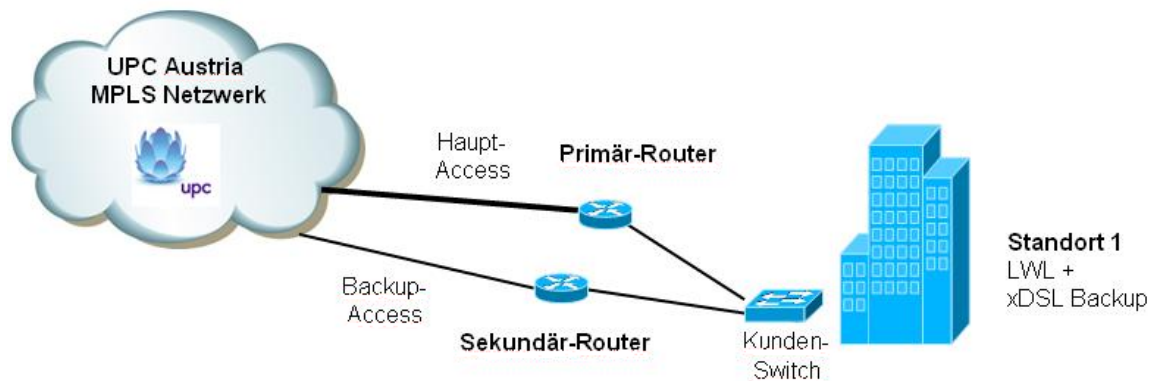 UPC Austria
MPLS Netzwerk
upc
Haupt-
Access
Primär-Router
Backup-
Access
Sekundär-Router
Kunden-
Switch
Standort 1
LWL +
xDSL Backup